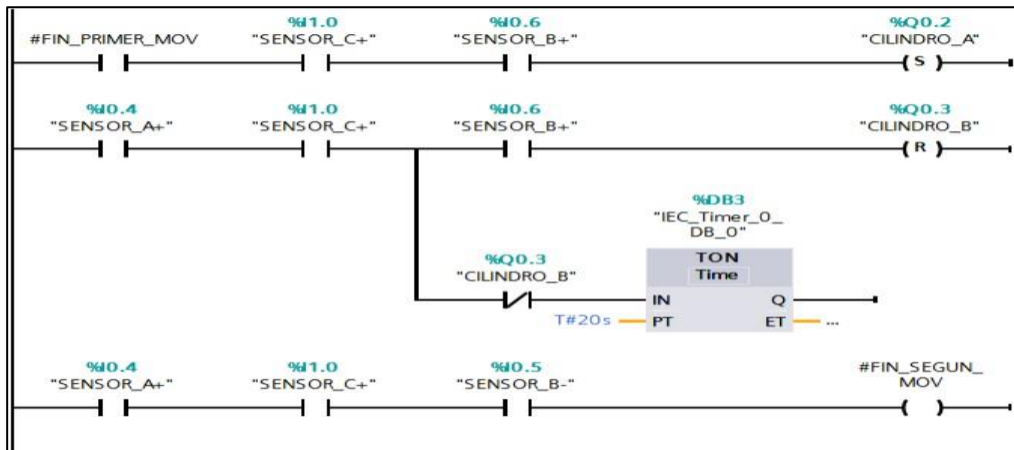 %I1.0 %I0.6 %Q0.2
#FIN_PRIMER_MOV "SENSOR_C+" "SENSOR_B+" "CILINDRO_A"
S
%I0.4 %I1.0 %I0.6 %Q0.3
"SENSOR_A+" "SENSOR_C+" "SENSOR_B+" "CILINDRO_B"
R
%DB3
"IEC_Timer_0_
DB_0"
%Q0.3 TON
"CILINDRO_B" Time
IN Q
T#20s PT ET ...
%I0.4 %I1.0 %I0.5 #FIN_SEGUN_
"SENSOR_A+" "SENSOR_C+" "SENSOR_B-" MOV